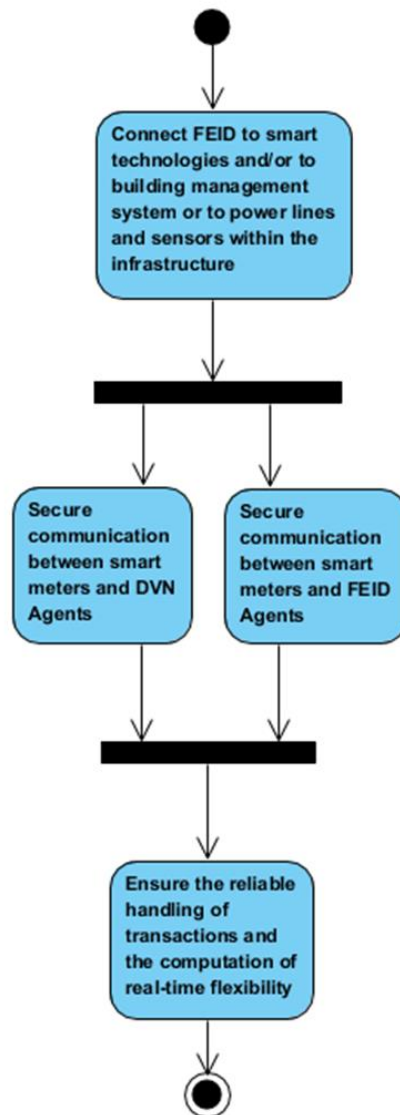 Connect FEID to smart
technologies and/or to
building management
system or to power lines
and sensors within the
infrastructure
Secure
communication
between smart
meters and DVN
Agents
Secure
communication
between smart
meters and FEID
Agents
Ensure the reliable
handling of
transactions and
the computation of
real-time flexibility